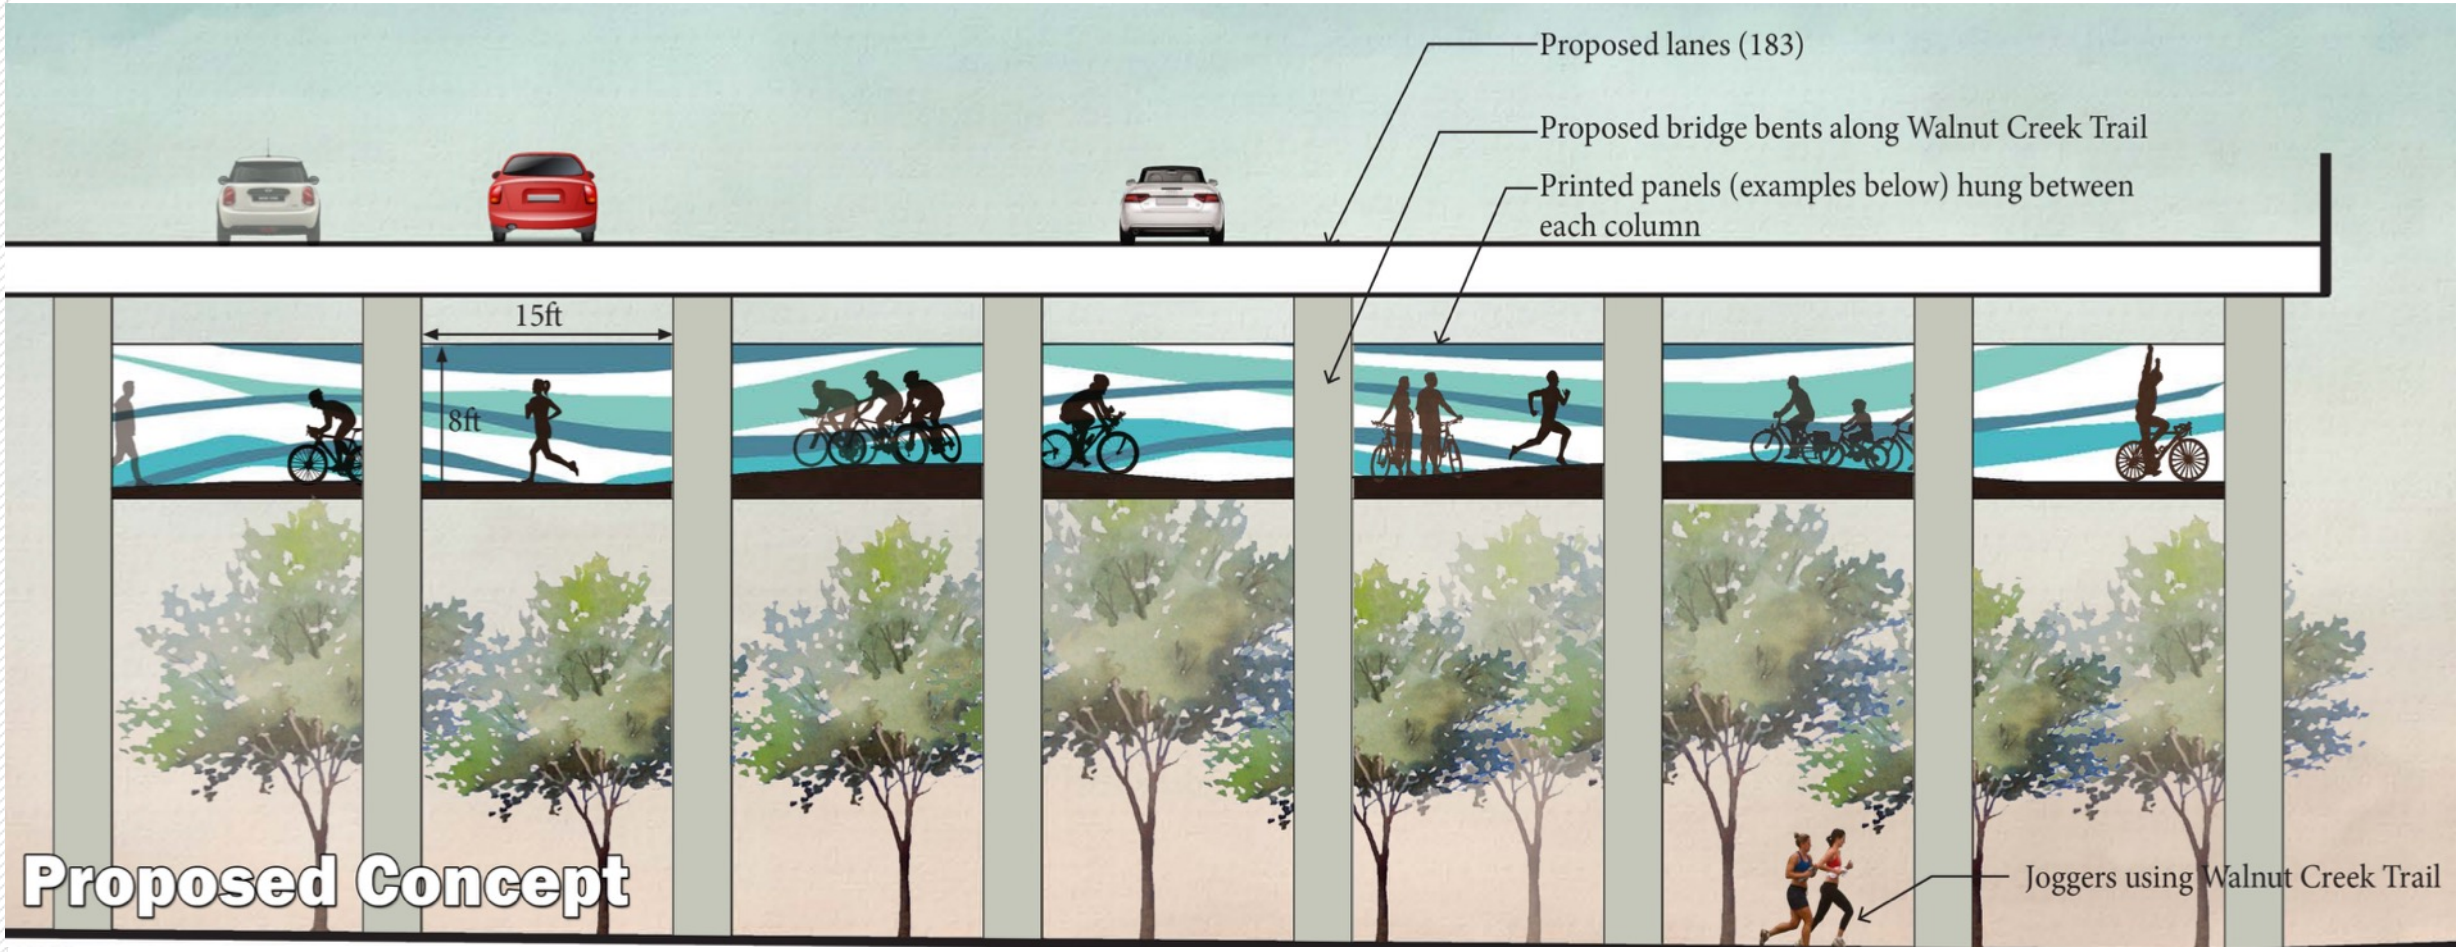 Proposed lanes (183)
Proposed bridge bents along Walnut Creek Trail
Printed panels (examples below) hung between
each column
15ft
8ft
Proposed Concept
Joggers using Walnut Creek Trail